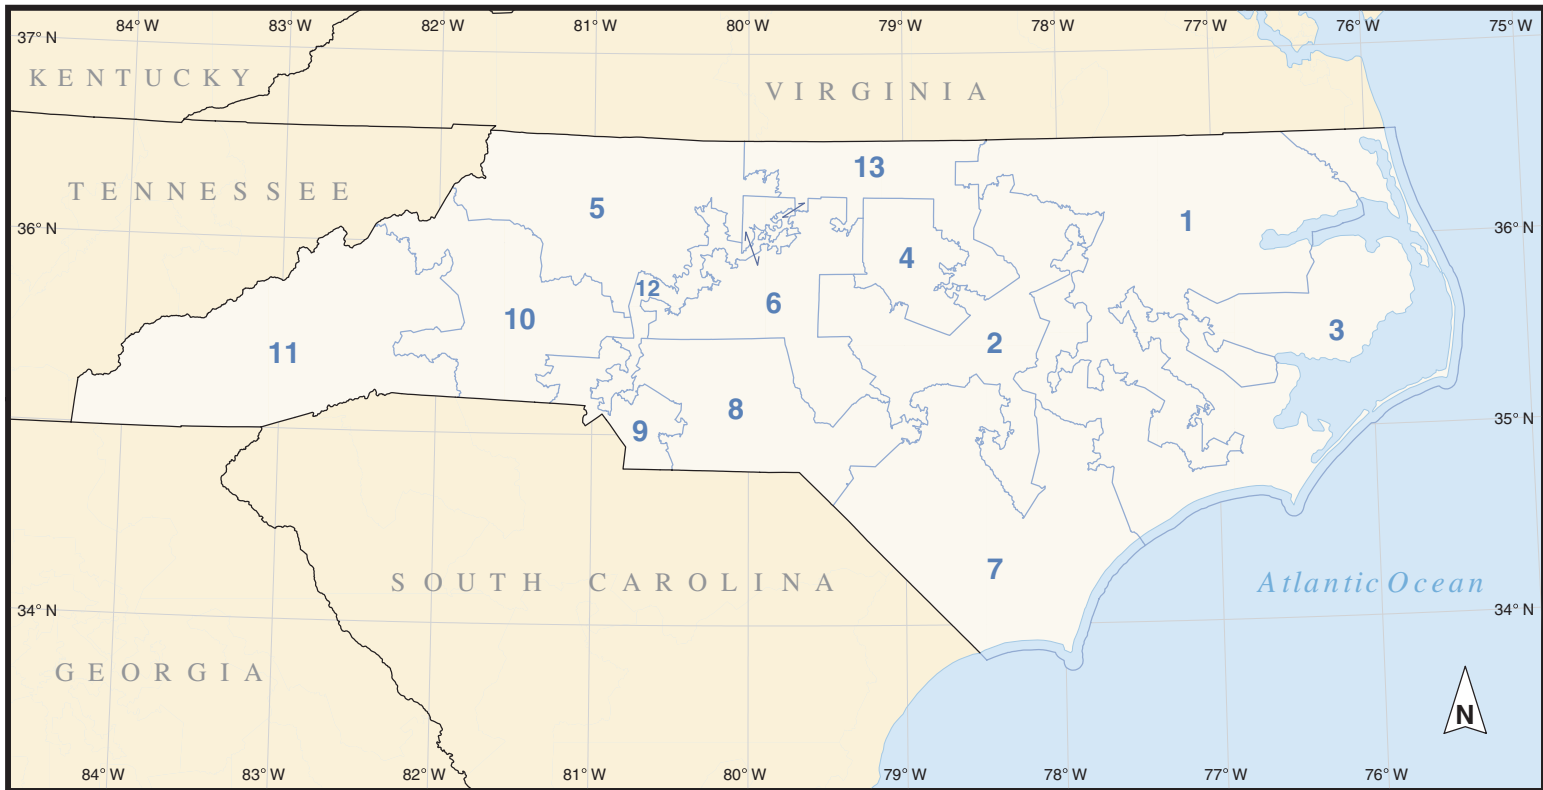 84° W 83° W 82° W 81° W 80° W 79° W 78° W 77° W 76° W 75° W
37° N
KENTUCKY
VIRGINIA
13
TENNESSEE
5
1
36° N 36° N
4
12
6
10
3
2
11
8
35° N
9
7
SOUTH CAROLINA
Atlantic Ocean
34° N 34° N
GEORGIA
N
84° W 83° W 82° W 81° W 80° W 79° W 78° W 77° W 76° W